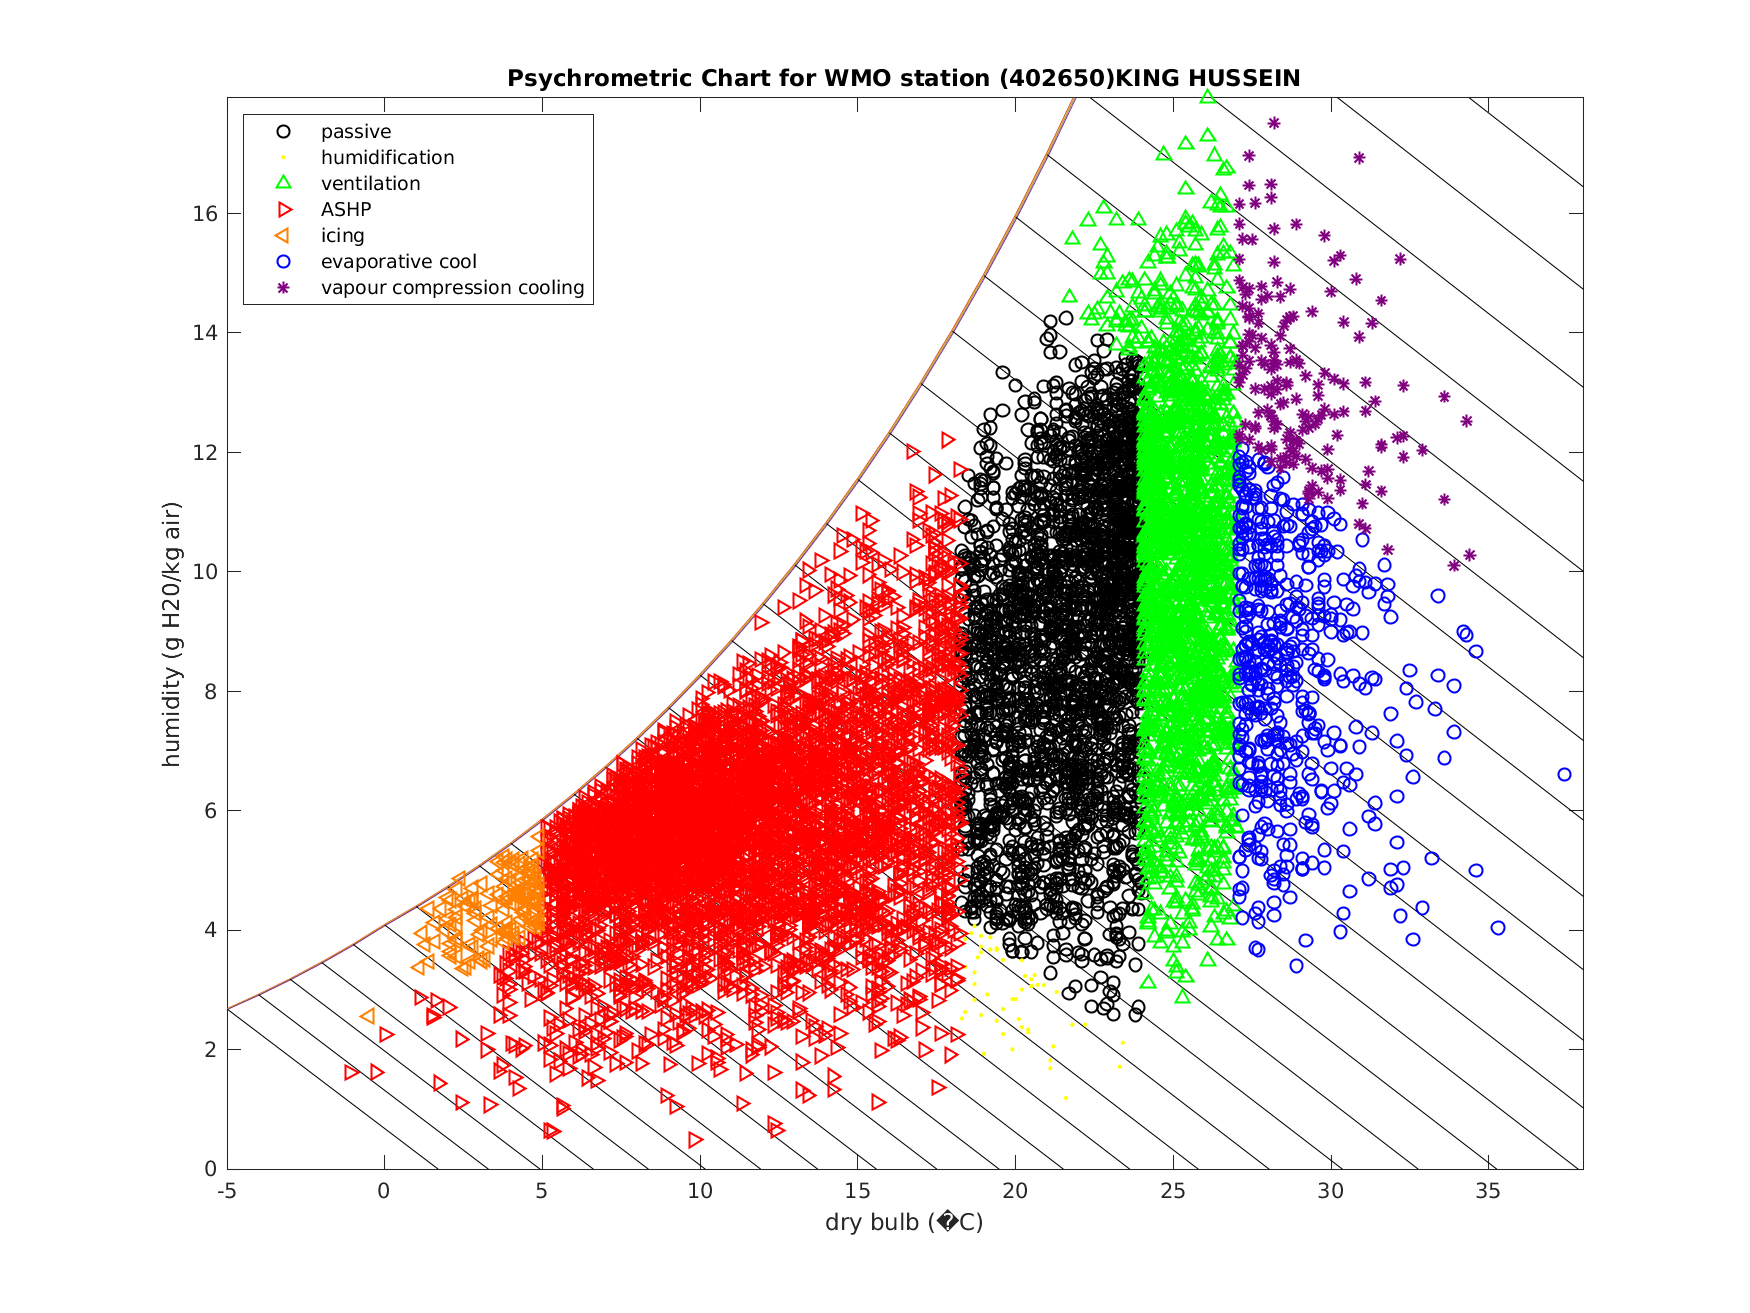 Psychrometric Chart for WMO station (402650)KING HUSSEIN
passive
humidification
ventilation
ASHP
icing
evaporative cool
vapour compression cooling
humidity (g H20/kg air)
16
14
12
10
8
6
4
2
0
-5
0
5
10
15
20
25
30
35
dry bulb (�C)